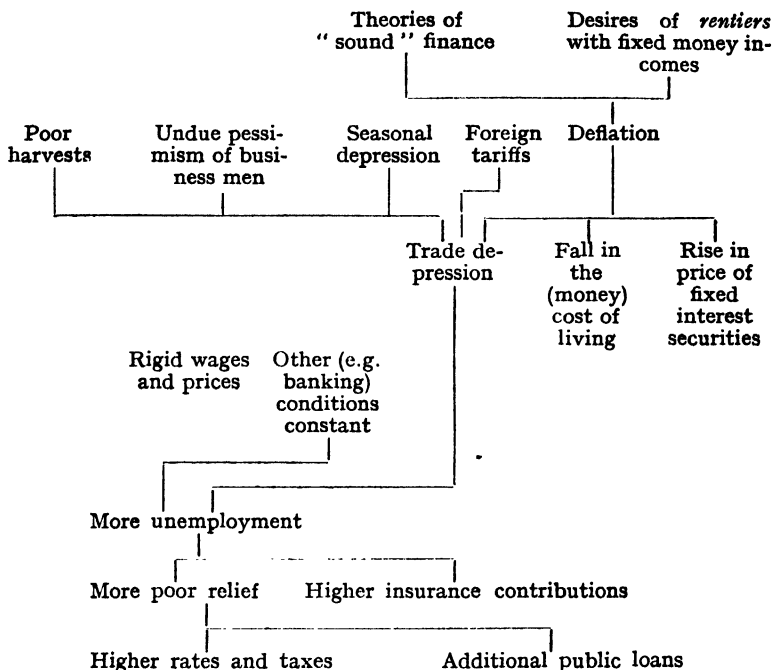 Theories of
“ sound ” finance
Desires of rentiers
with fixed money in-
comes
Poor
harvests
Undue pessi-
mism of busi-
ness men
Seasonal
depression
Foreign
tariffs
Deflation
Trade de-
pression
Fall in
the
(money)
cost of
living
Rise in
price of
fixed
interest
securities
Rigid wages
and prices
Other (e.g.
banking)
conditions
constant
More unemployment
More poor relief
Higher insurance contributions
Higher rates and taxes
Additional public loans